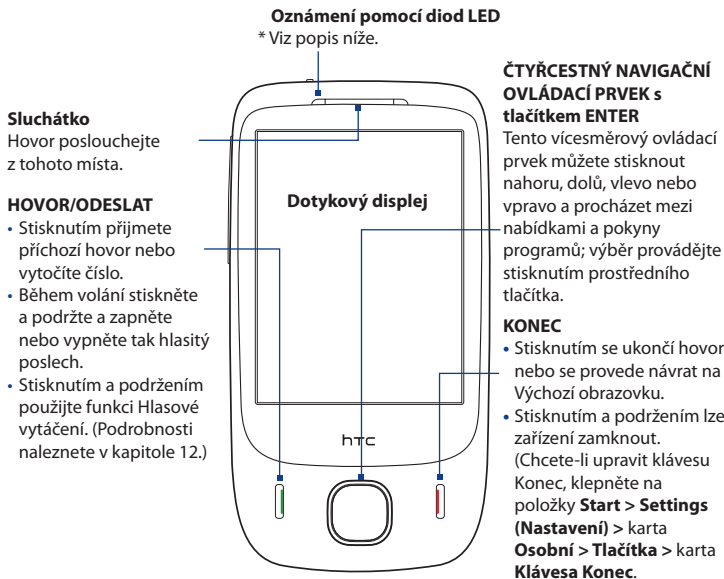 Oznámení pomocí diod LED
* Viz popis níže.
Sluchátko
Hovor poslouchejte
z tohoto místa.
HOVOR/ODESLAT
• Stisknutím přijmete
příchozí hovor nebo
vytočíte číslo.
• Během volání stiskněte
a podržte a zapněte
nebo vypněte tak hlasitý
poslech.
• Stisknutím a podržením
použijte funkci Hlasové
vytáčení. (Podrobnosti
naleznete v kapitole 12.)
Dotykový displej
hTC
ČTYŘCESTNÝ NAVIGAČNÍ
OVLÁDACÍ PRVEK s
tlačítkem ENTER
Tento vícesměrový ovládací
prvek můžete stisknout
nahoru, dolů, vlevo nebo
vpravo a procházet mezi
nabídkami a pokyny
programů; výběr provádějte
stisknutím prostředního
tlačítka.
KONEC
• Stisknutím se ukončí hovor
nebo se provede návrat na
Výchozí obrazovku.
• Stisknutím a podržením lze
zařízení zamknout.
(Chcete-li upravit klávesu
Konec, klepněte na
položky Start > Settings
(Nastavení) > karta
Osobní > Tlačítka > karta
Klávesa Konec.